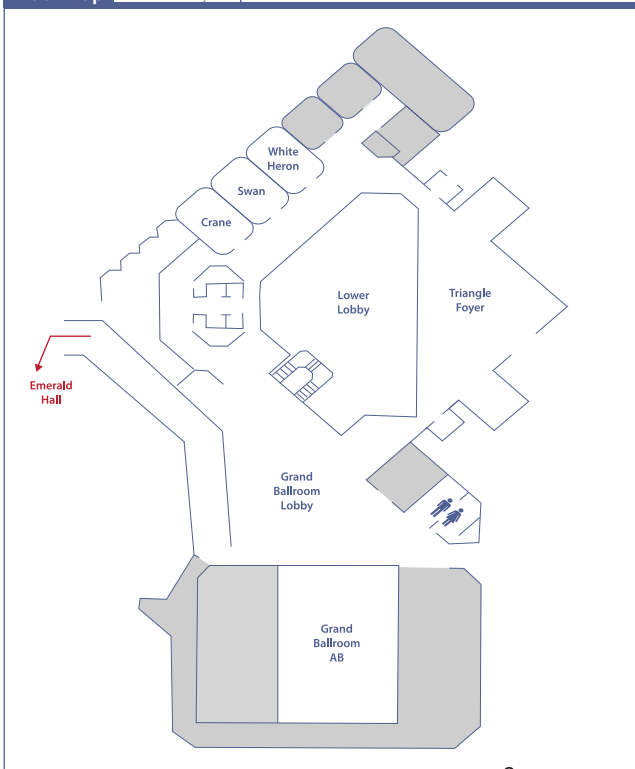 White
Heron
Swan
Crane
Lower
Lobby
Triangle
Foyer
Emerald
Hall
Grand
Ballroom
Lobby
Grand
Ballroom
AB